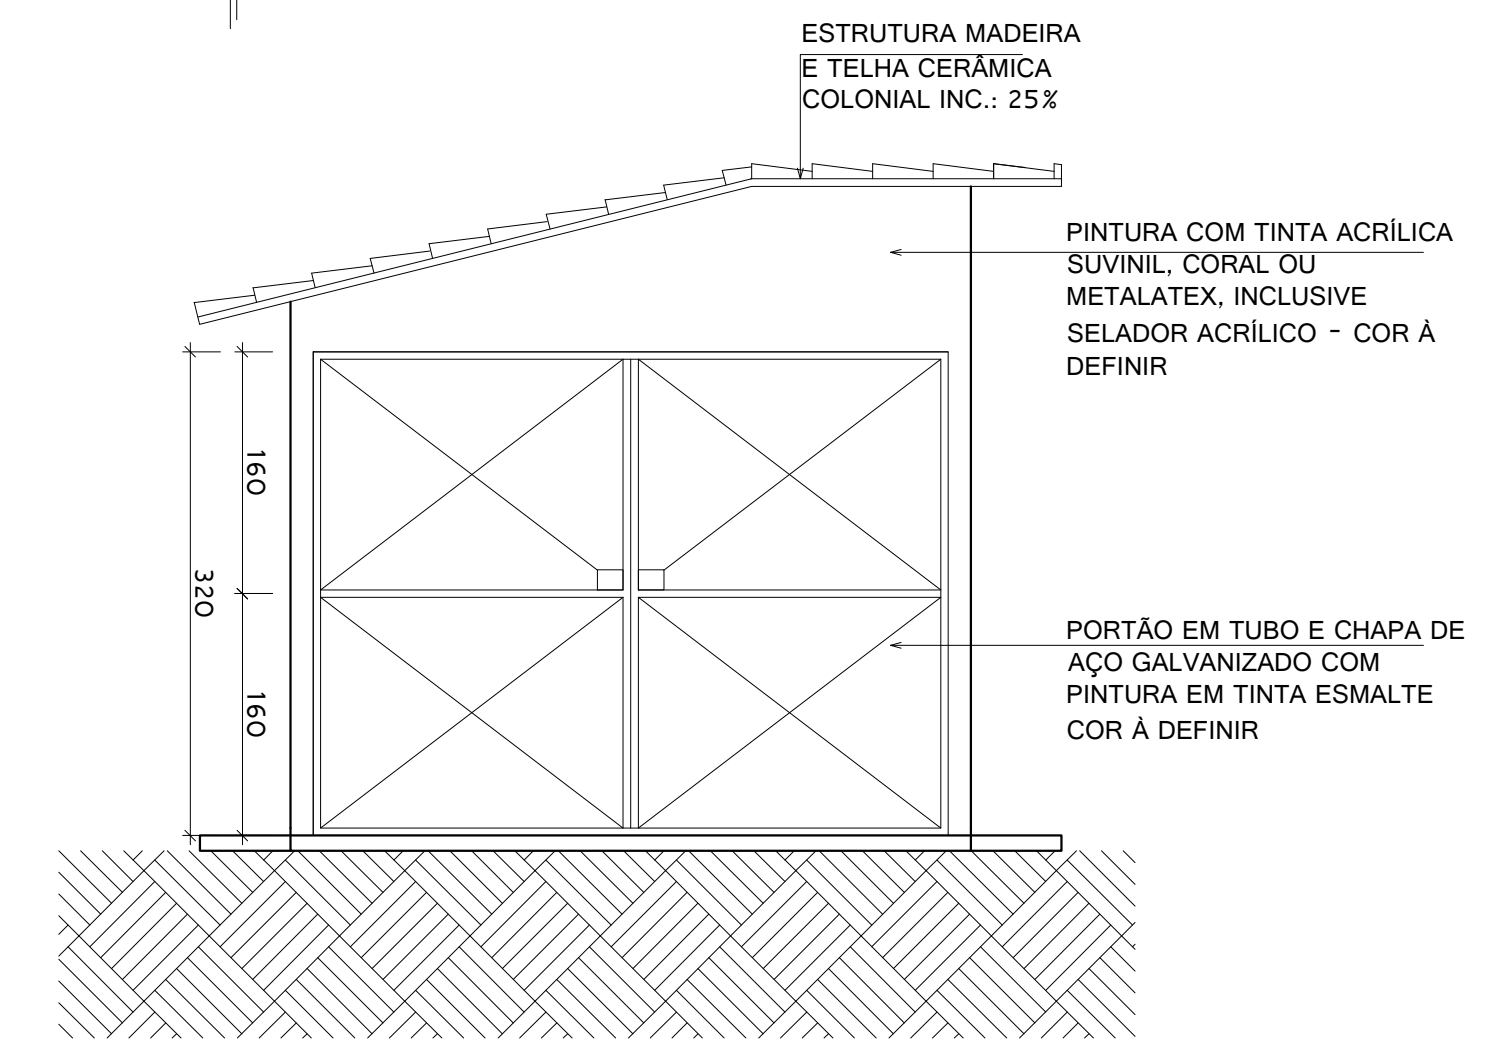 ESTRUTURA MADEIRA
E TELHA CERÂMICA
COLONIAL INC.: 25%
PINTURA COM TINTA ACRÍLICA
SUVINIL, CORAL OU
METALATEX, INCLUSIVE
SELADOR ACRÍLICO - COR À
DEFINIR
160
320
160
PORTÃO EM TUBO E CHAPA DE
AÇO GALVANIZADO COM
PINTURA EM TINTA ESMALTE
COR À DEFINIR